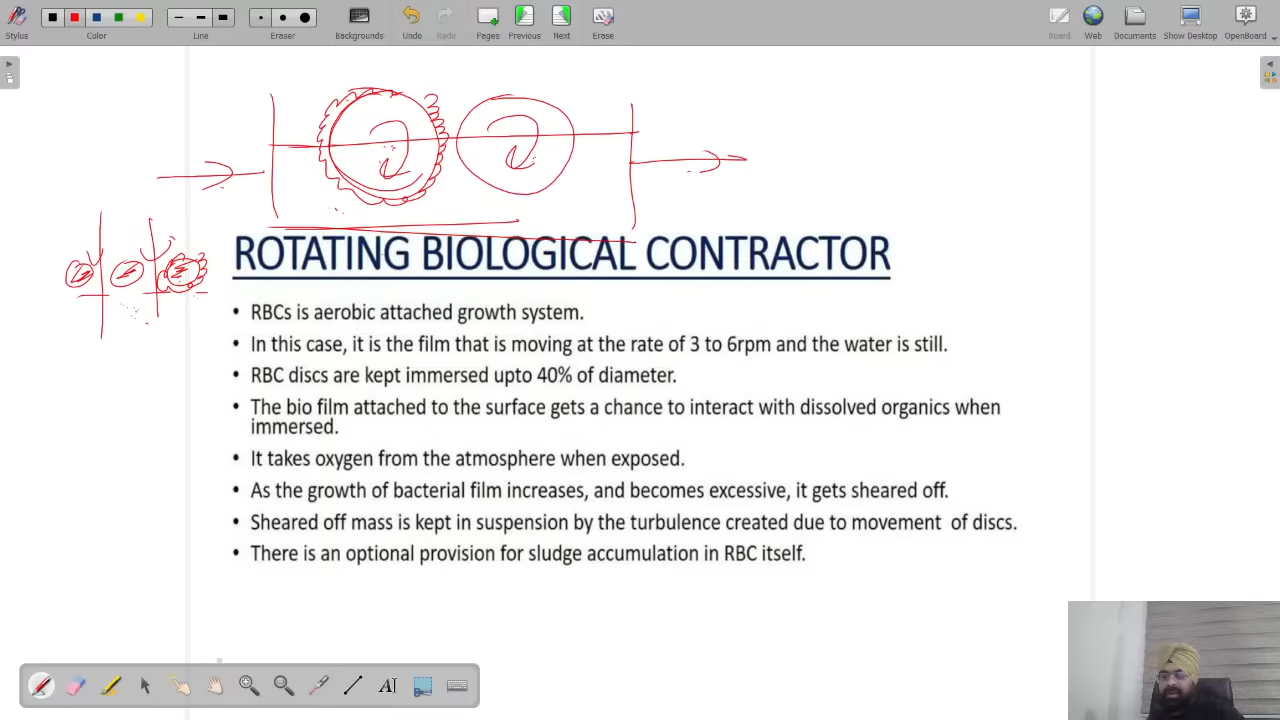 Stylus
Color
Line
Eraser
Backgrounds
Undo
Redo
Pages
Previous
Next
Erase
Board
Web
Documents
Show Desktop
OpenBoard
ROTATING BIOLOGICAL CONTRACTOR
• RBCs is aerobic attached growth system.
• In this case, it is the film that is moving at the rate of 3 to 6rpm and the water is still.
• RBC discs are kept immersed upto 40% of diameter.
• The bio film attached to the surface gets a chance to interact with dissolved organics when
immersed.
• It takes oxygen from the atmosphere when exposed.
• As the growth of bacterial film increases, and becomes excessive, it gets sheared off.
• Sheared off mass is kept in suspension by the turbulence created due to movement of discs.
• There is an optional provision for sludge accumulation in RBC itself.